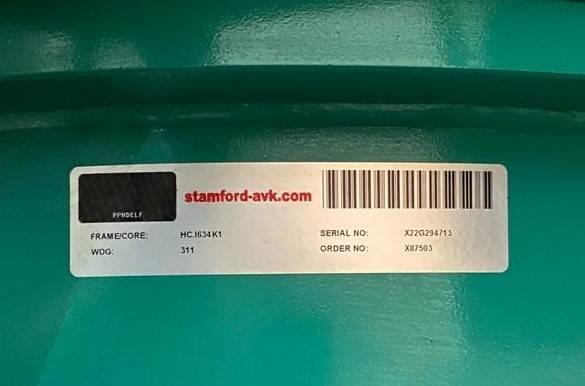 stamford-avk.com
PPHDELF
FRAME/CORE: HC.I634K1 SERIAL NO: X22G294713
WDG: 311 ORDER NO: X87503